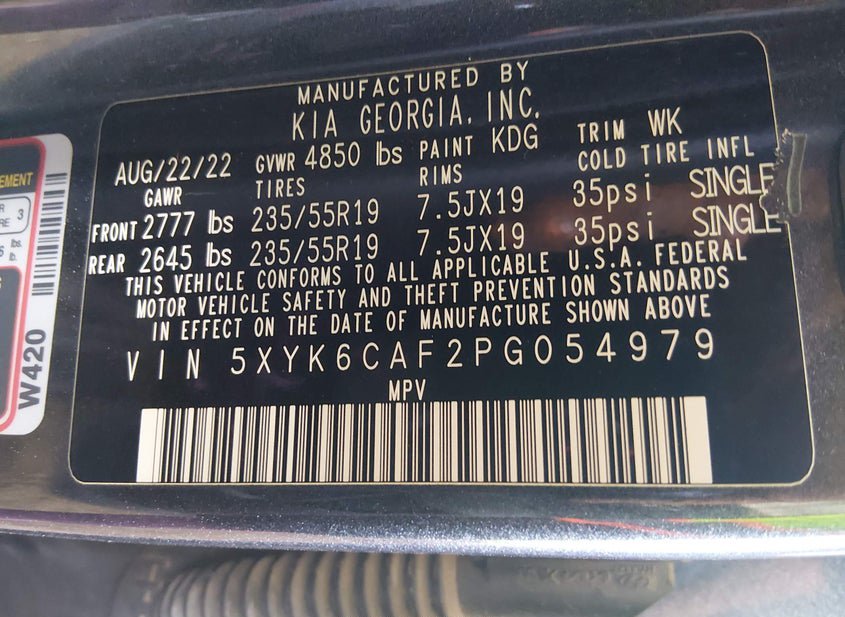 MANUFACTURED BY
KIA GEORGIA, INC.
AUG/22/22 GVWR 4850 lbs PAINT KDG TRIM WK
GAWR TIRES RIMS COLD TIRE INFL
FRONT 2777 lbs 235/55R19 7.5JX19 35psi SINGLE
REAR 2645 lbs 235/55R19 7.5JX19 35psi SINGLE
THIS VEHICLE CONFORMS TO ALL APPLICABLE U.S.A. FEDERAL
MOTOR VEHICLE SAFETY AND THEFT PREVENTION STANDARDS
IN EFFECT ON THE DATE OF MANUFACTURE SHOWN ABOVE
VIN 5XYK6CAF2PG054979
MPV
3
lbs.
lb.
W420